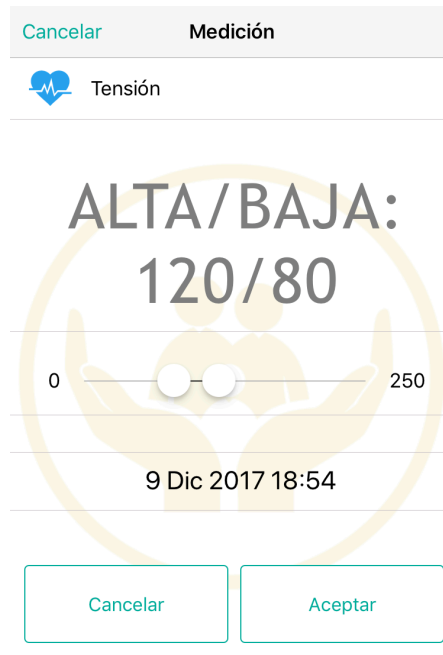 Cancelar Medición
Tensión
ALTA/BAJA:
120/80
0 250
9 Dic 2017 18:54
Cancelar Aceptar